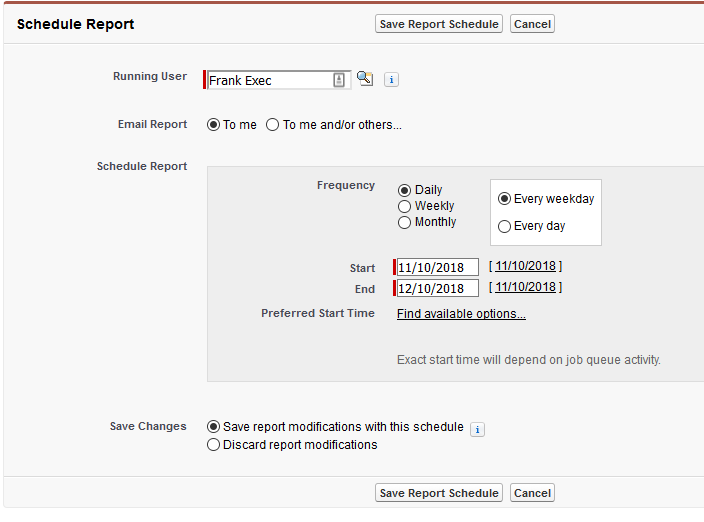 Schedule Report
Save Report Schedule Cancel
Running User Frank Exec i
Email Report To me To me and/or others...
Schedule Report
Frequency Daily Every weekday
Weekly
Monthly Every day
Start 11/10/2018 [ 11/10/2018 ]
End 12/10/2018 [ 11/10/2018 ]
Preferred Start Time Find available options...
Exact start time will depend on job queue activity.
Save Changes Save report modifications with this schedule i
Discard report modifications
Save Report Schedule Cancel